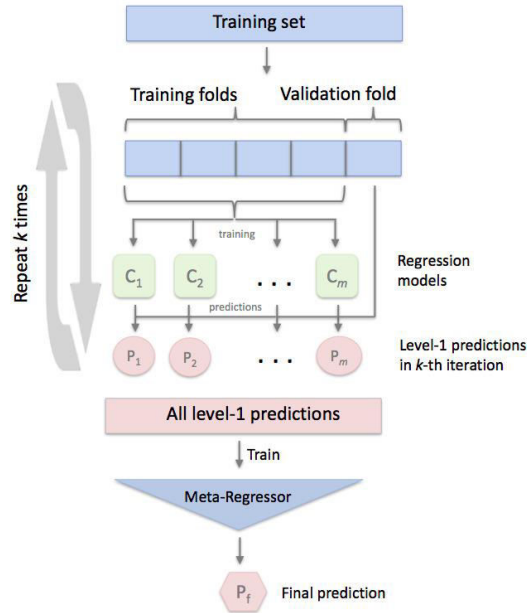 Training set
Training folds Validation fold
Repeat k times
training
C1 C2 . . . Cm
Regression
models
predictions
P1 P2 . . . Pm
Level-1 predictions
in k-th iteration
All level-1 predictions
Train
Meta-Regressor
Pf Final prediction